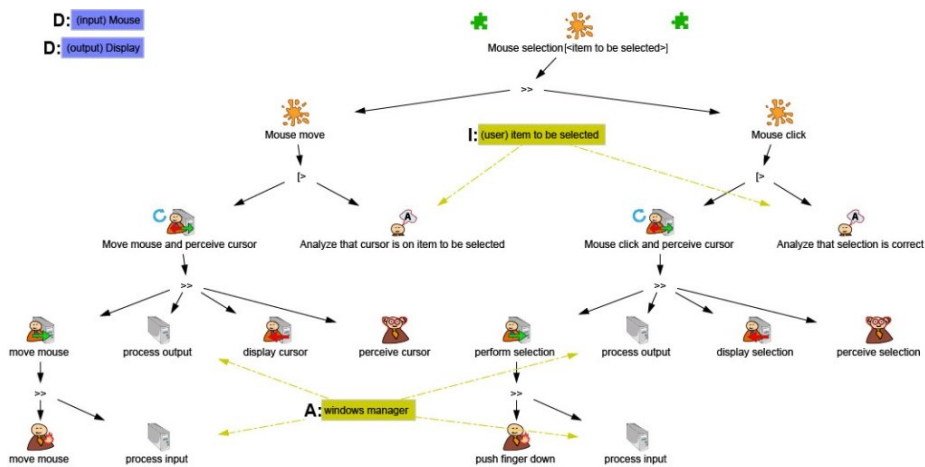 D: (input) Mouse
D: (output) Display
Mouse selection[<item to be selected>]
>>
Mouse move
I: (user) item to be selected
Mouse click
[>
[>
A
A
Move mouse and perceive cursor
Analyze that cursor is on item to be selected
Mouse click and perceive cursor
Analyze that selection is correct
>>
>>
move mouse
process output
display cursor
perceive cursor
perform selection
process output
display selection
perceive selection
>>
>>
A: windows manager
move mouse
process input
push finger down
process input